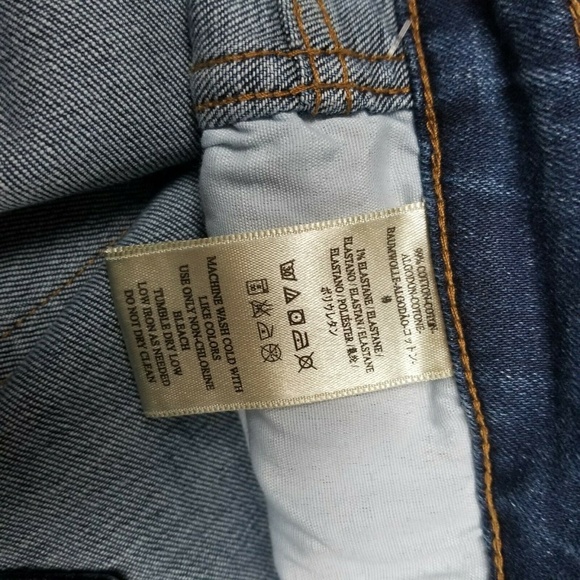 99% COTTON-COTON-
ALGODON-COTONE-
BAUMWOLLE-ALGODÃO-コットン-
棉
1% ELASTANE/ELASTANE/
ELASTANO/ELASTAN/ELASTANE
ELASTANO/POLIÉSTER/
ポリウレタン
MACHINE WASH COLD WITH
LIKE COLORS
USE ONLY NON-CHLORINE
BLEACH
TUMBLE DRY LOW
LOW IRON AS NEEDED
DO NOT DRY CLEAN